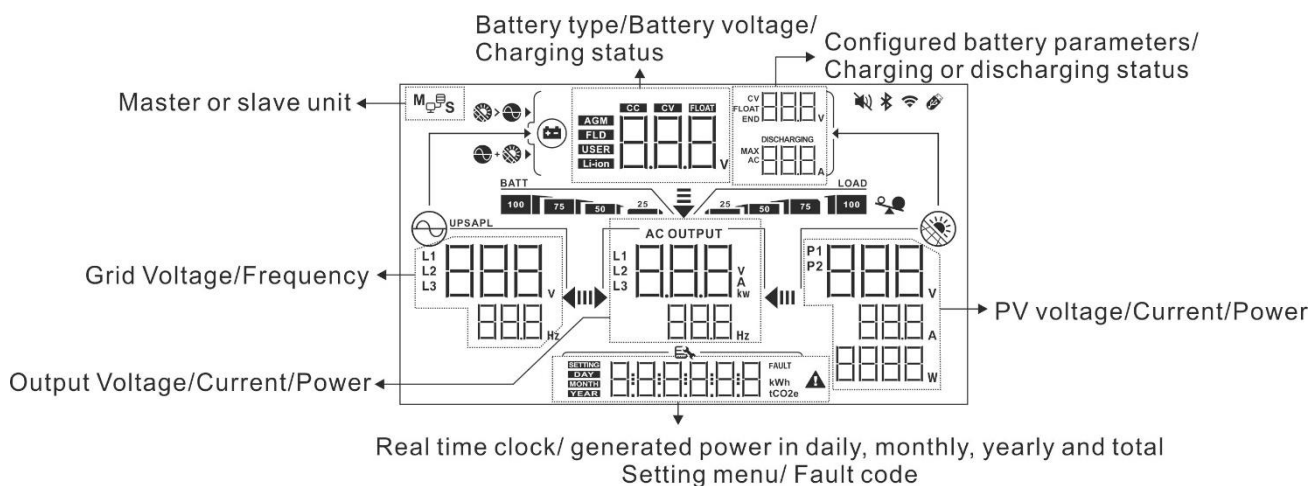 Battery type/Battery voltage/
Charging status
Configured battery parameters/
Charging or discharging status
Master or slave unit
M S
CC CV FLOAT
AGM
FLD
USER
Li-ion
V
CV
FLOAT
END
V
DISCHARGING
MAX
AC
A
BATT
LOAD
100 75 50 25
25 50 75 100
UPSAPL
AC OUTPUT
L1
L2
L3
V
Hz
L1
L2
L3
V
A
kw
Hz
P1
P2
V
A
W
Grid Voltage/Frequency
PV voltage/Current/Power
Output Voltage/Current/Power
SETTING
DAY
MONTH
YEAR
FAULT
kWh
tCO2e
Real time clock/ generated power in daily, monthly, yearly and total
Setting menu/ Fault code